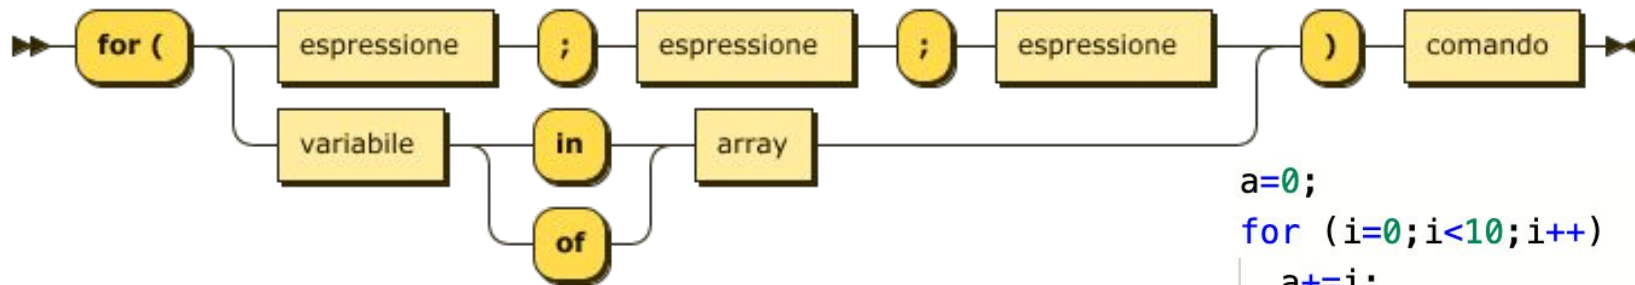 for ( espressione ; espressione ; espressione ) comando
variabile in array
of
a=0;
for (i=0;i<10;i++)
a+=i;